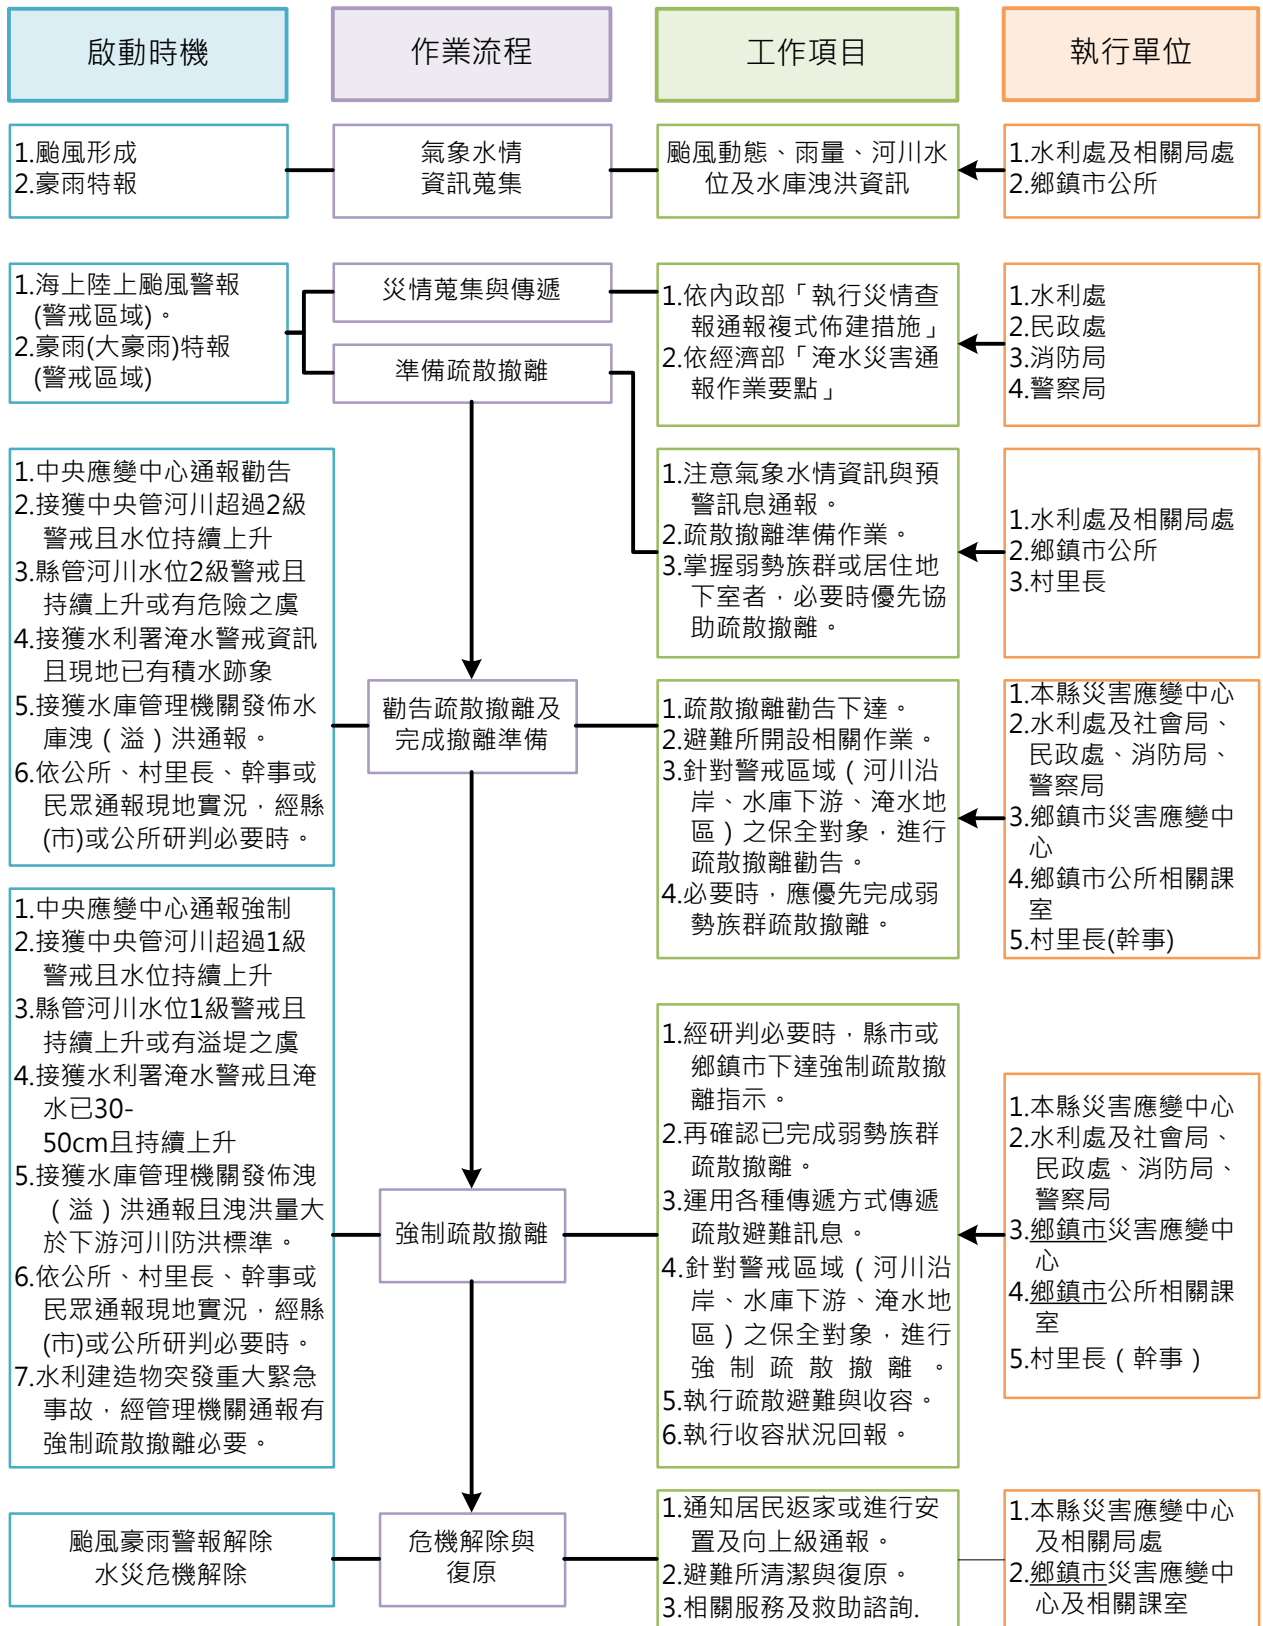 啟動時機
作業流程
工作項目
執行單位
1.颱風形成
2.豪雨特報
氣象水情
資訊蒐集
颱風動態、雨量、河川水
位及水庫洩洪資訊
1.水利處及相關局處
2.鄉鎮市公所
1.海上陸上颱風警報
(警戒區域)。
2.豪雨(大豪雨)特報
(警戒區域)
災情蒐集與傳遞
準備疏散撤離
1.依內政部「執行災情查
報通報複式佈建措施」
2.依經濟部「淹水災害通
報作業要點」
1.水利處
2.民政處
3.消防局
4.警察局
1.注意氣象水情資訊與預
警訊息通報。
2.疏散撤離準備作業。
3.掌握弱勢族群或居住地
下室者，必要時優先協
助疏散撤離。
1.水利處及相關局處
2.鄉鎮市公所
3.村里長
1.中央應變中心通報勸告
2.接獲中央管河川超過2級
警戒且水位持續上升
3.縣管河川水位2級警戒且
持續上升或有危險之虞
4.接獲水利署淹水警戒資訊
且現地已有積水跡象
5.接獲水庫管理機關發佈水
庫洩（溢）洪通報。
6.依公所、村里長、幹事或
民眾通報現地實況，經縣
(市)或公所研判必要時。
勸告疏散撤離及
完成撤離準備
1.疏散撤離勸告下達。
2.避難所開設相關作業。
3.針對警戒區域（河川沿
岸、水庫下游、淹水地
區）之保全對象，進行
疏散撤離勸告。
4.必要時，應優先完成弱
勢族群疏散撤離。
1.本縣災害應變中心
2.水利處及社會局、
民政處、消防局、
警察局
3.鄉鎮市災害應變中
心
4.鄉鎮市公所相關課
室
5.村里長(幹事)
1.中央應變中心通報強制
2.接獲中央管河川超過1級
警戒且水位持續上升
3.縣管河川水位1級警戒且
持續上升或有溢堤之虞
4.接獲水利署淹水警戒且淹
水已30-
50cm且持續上升
5.接獲水庫管理機關發佈洩
（溢）洪通報且洩洪量大
於下游河川防洪標準。
6.依公所、村里長、幹事或
民眾通報現地實況，經縣
(市)或公所研判必要時。
7.水利建造物突發重大緊急
事故，經管理機關通報有
強制疏散撤離必要。
強制疏散撤離
1.經研判必要時，縣市或
鄉鎮市下達強制疏散撤
離指示。
2.再確認已完成弱勢族群
疏散撤離。
3.運用各種傳遞方式傳遞
疏散避難訊息。
4.針對警戒區域（河川沿
岸、水庫下游、淹水地
區）之保全對象，進行
強制疏散撤離。
5.執行疏散避難與收容。
6.執行收容狀況回報。
1.本縣災害應變中心
2.水利處及社會局、
民政處、消防局、
警察局
3.鄉鎮市災害應變中
心
4.鄉鎮市公所相關課
室
5.村里長（幹事）
颱風豪雨警報解除
水災危機解除
危機解除與
復原
1.通知居民返家或進行安
置及向上級通報。
2.避難所清潔與復原。
3.相關服務及救助諮詢.
1.本縣災害應變中心
及相關局處
2.鄉鎮市災害應變中
心及相關課室